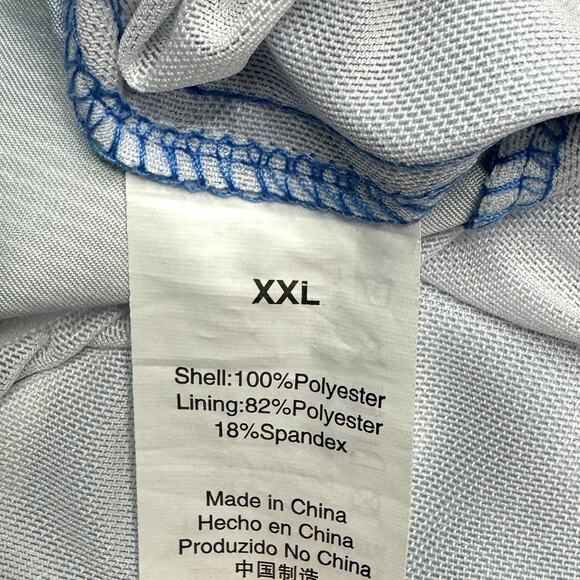 XXL
Shell:100%Polyester
Lining:82%Polyester
18%Spandex
Made in China
Hecho en China
Produzido No China
中国制造